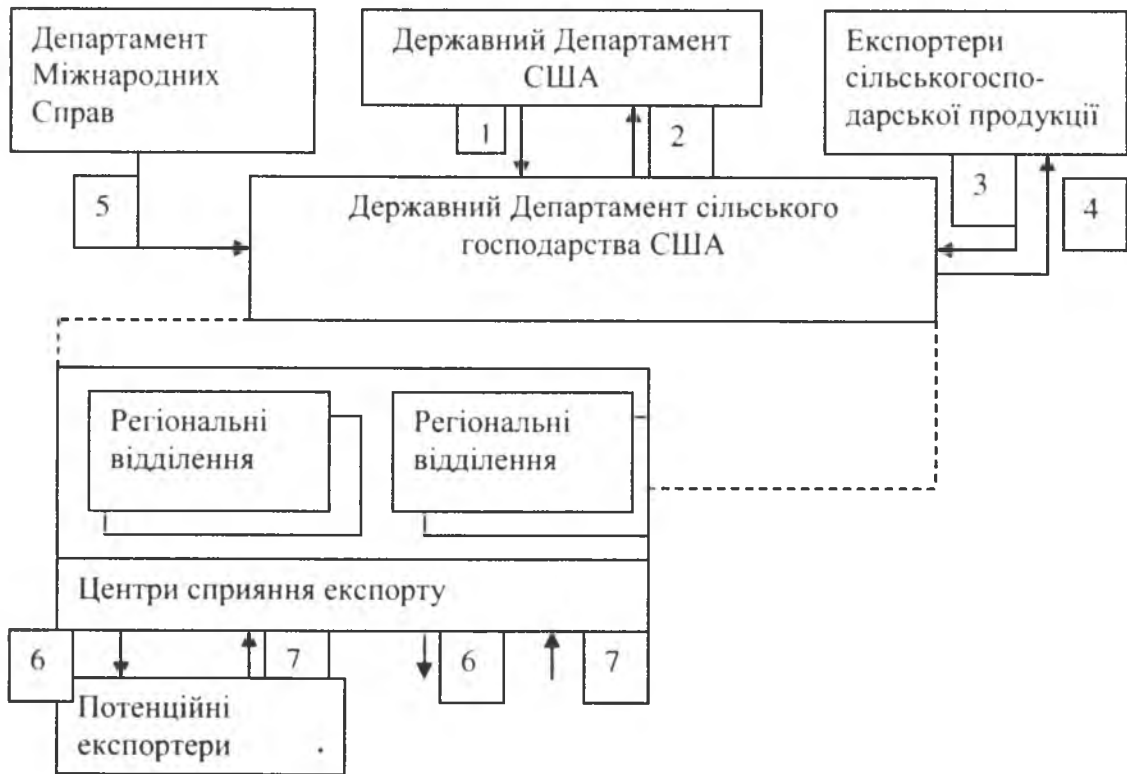 Департамент
Міжнародних
Справ
Державний Департамент
США
Експортери
сільськогоспо-
дарської продукції
1
2
3
4
5
Державний Департамент сільського
господарства США
Регіональні
відділення
Регіональні
відділення
Центри сприяння експорту
6
7
6
7
Потенційні
експортери